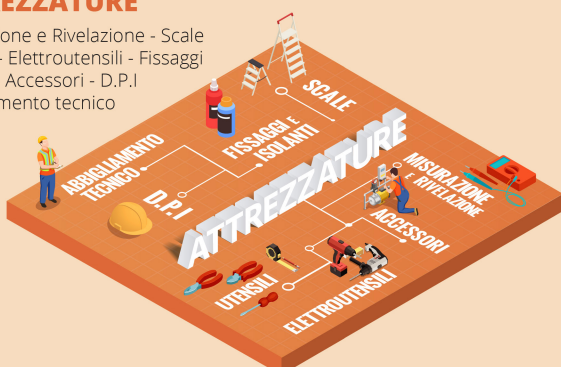 EZZATURE
one e Rivelazione - Scale
- Elettroutensili - Fissaggi
Accessori - D.P.I
mento tecnico
SCALE
FISSAGGI E
ISOLANTI
ABBIGLIAMENTO
TECNICO
D.P.I
ATTREZZATURE
MISURAZIONE
E RIVELAZIONE
ACCESSORI
UTENSILI
ELETTROUTENSILI